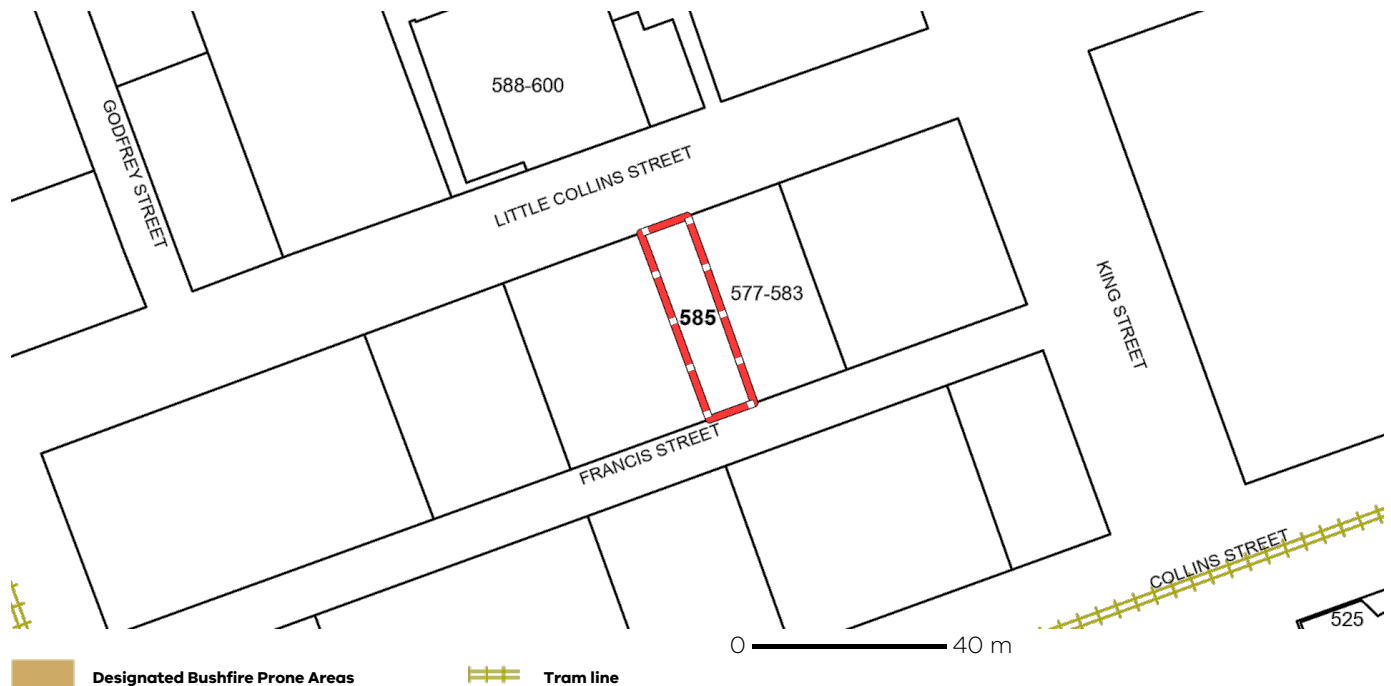 588-600
GODFREY STREET
LITTLE COLLINS STREET
577-583
585
KING STREET
FRANCIS STREET
COLLINS STREET
525
0 40 m
Designated Bushfire Prone Areas Tram line